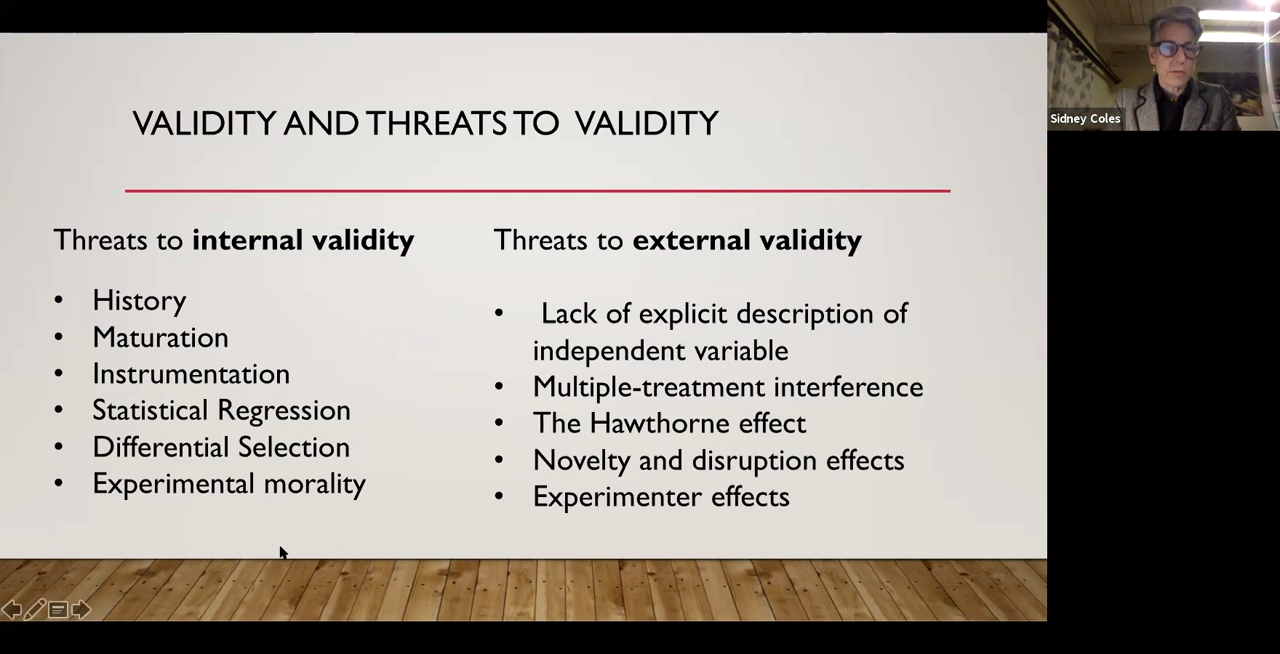 VALIDITY AND THREATS TO VALIDITY
Threats to internal validity
• History
• Maturation
• Instrumentation
• Statistical Regression
• Differential Selection
• Experimental morality
Threats to external validity
• Lack of explicit description of
independent variable
• Multiple-treatment interference
• The Hawthorne effect
• Novelty and disruption effects
• Experimenter effects
Sidney Coles